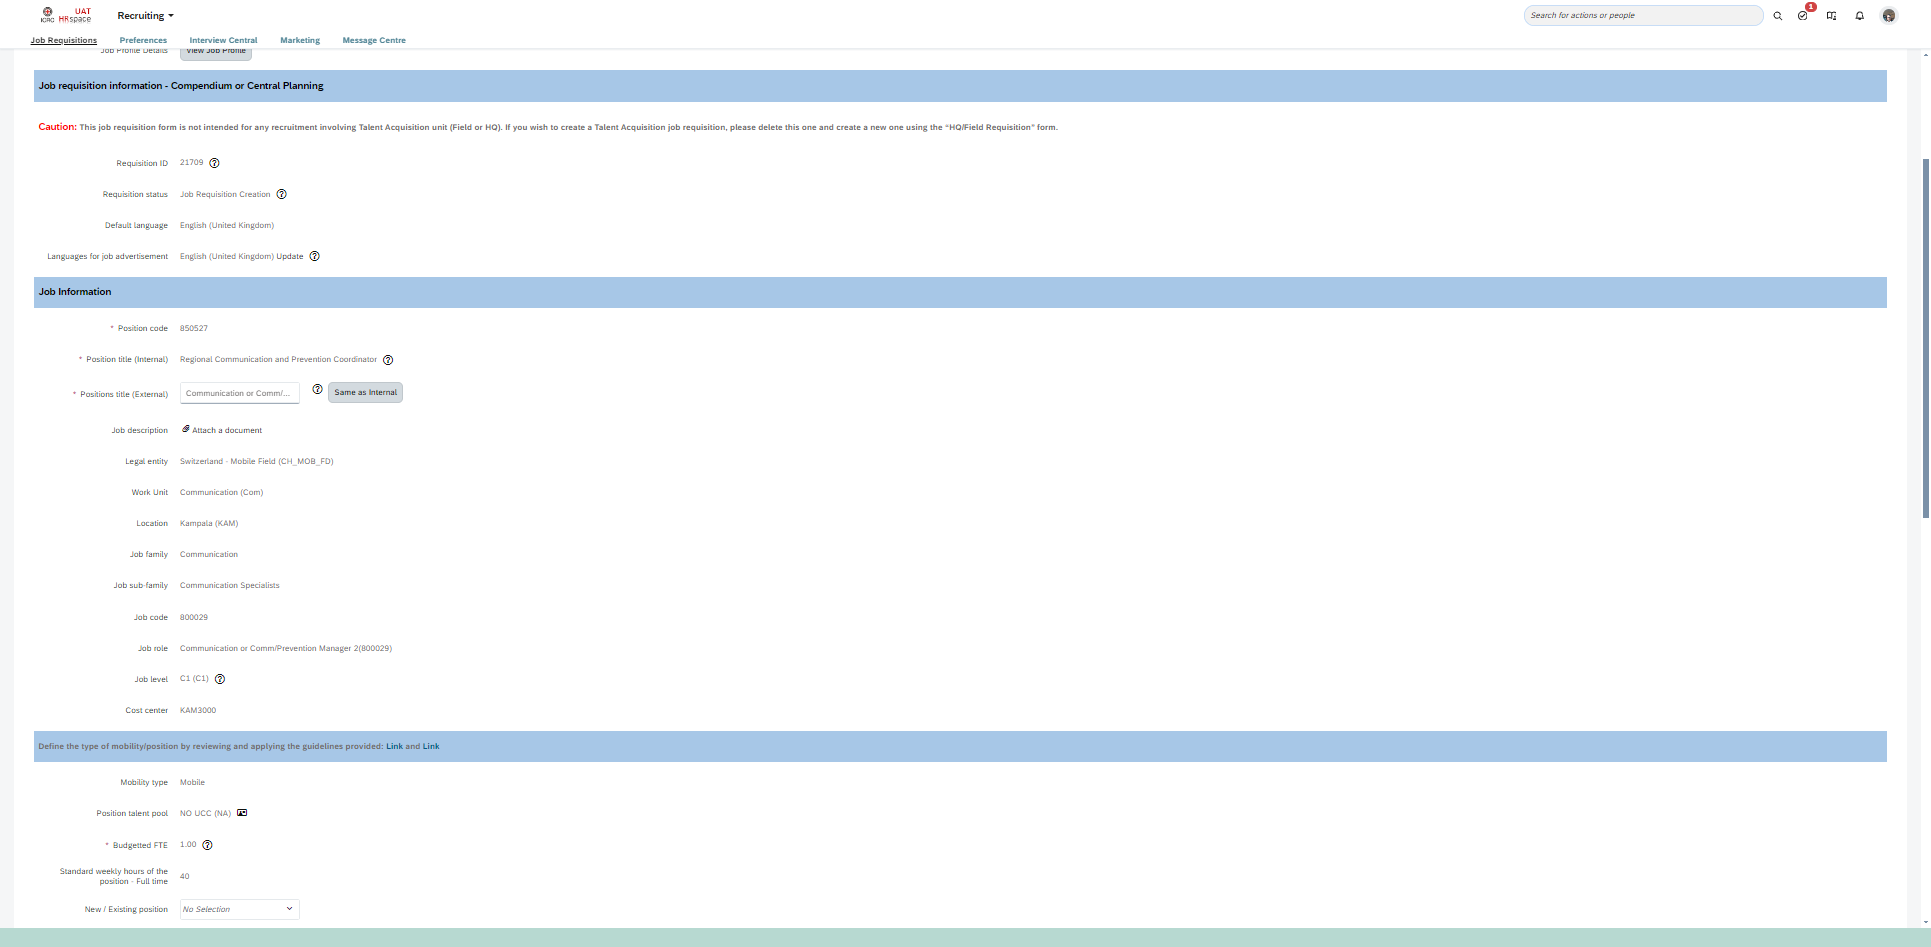 UAT
ICRC HRspace
Recruiting
Search for actions or people
1
Job Requisitions
Preferences
Interview Central
Marketing
Message Centre
Job Profile Details View Job Profile
Job requisition information - Compendium or Central Planning
Caution: This job requisition form is not intended for any recruitment involving Talent Acquisition unit (Field or HQ). If you wish to create a Talent Acquisition job requisition, please delete this one and create a new one using the “HQ/Field Requisition” form.
Requisition ID 21709
Requisition status Job Requisition Creation
Default language English (United Kingdom)
Languages for job advertisement English (United Kingdom) Update
Job Information
* Position code 850527
* Position title (Internal) Regional Communication and Prevention Coordinator
* Positions title (External) Communication or Comm/... Same as Internal
Job description Attach a document
Legal entity Switzerland - Mobile Field (CH_MOB_FD)
Work Unit Communication (Com)
Location Kampala (KAM)
Job family Communication
Job sub-family Communication Specialists
Job code 800029
Job role Communication or Comm/Prevention Manager 2(800029)
Job level C1 (C1)
Cost center KAM3000
Define the type of mobility/position by reviewing and applying the guidelines provided: Link and Link
Mobility type Mobile
Position talent pool NO UCC (NA)
* Budgetted FTE 1.00
Standard weekly hours of the
position - Full time 40
New / Existing position No Selection